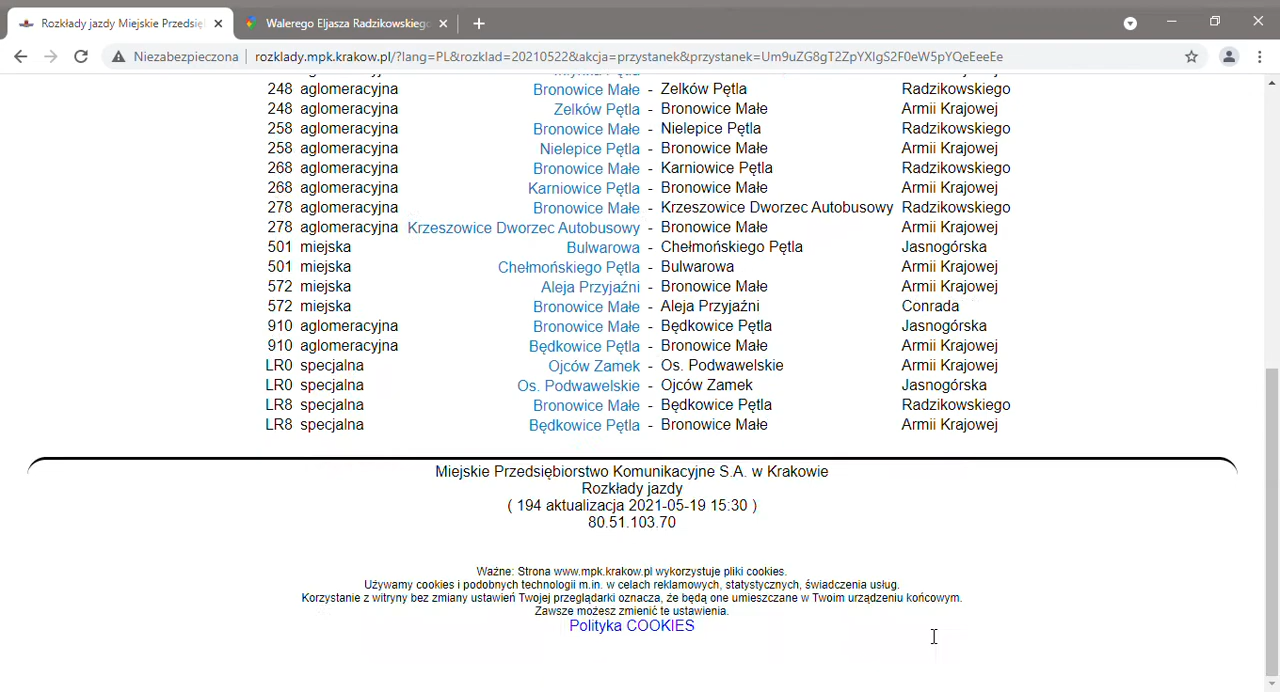 Rozkłady jazdy Miejskie Przedsię
Walerego Eljasza Radzikowskiego
Niezabezpieczona
rozklady.mpk.krakow.pl/?lang=PL&rozklad=20210522&akcja=przystanek&przystanek=Um9uZG8gT2ZpYXIgS2F0eW5pYQeEeeEe
248 aglomeracyjna Bronowice Małe - Zelków Pętla Radzikowskiego
248 aglomeracyjna Zelków Pętla - Bronowice Małe Armii Krajowej
258 aglomeracyjna Bronowice Małe - Nielepice Pętla Radzikowskiego
258 aglomeracyjna Nielepice Pętla - Bronowice Małe Armii Krajowej
268 aglomeracyjna Bronowice Małe - Karniowice Pętla Radzikowskiego
268 aglomeracyjna Karniowice Pętla - Bronowice Małe Armii Krajowej
278 aglomeracyjna Bronowice Małe - Krzeszowice Dworzec Autobusowy Radzikowskiego
278 aglomeracyjna Krzeszowice Dworzec Autobusowy - Bronowice Małe Armii Krajowej
501 miejska Bulwarowa - Chełmońskiego Pętla Jasnogórska
501 miejska Chełmońskiego Pętla - Bulwarowa Armii Krajowej
572 miejska Aleja Przyjaźni - Bronowice Małe Armii Krajowej
572 miejska Bronowice Małe - Aleja Przyjaźni Conrada
910 aglomeracyjna Bronowice Małe - Będkowice Pętla Jasnogórska
910 aglomeracyjna Będkowice Pętla - Bronowice Małe Armii Krajowej
LR0 specjalna Ojców Zamek - Os. Podwawelskie Armii Krajowej
LR0 specjalna Os. Podwawelskie - Ojców Zamek Jasnogórska
LR8 specjalna Bronowice Małe - Będkowice Pętla Radzikowskiego
LR8 specjalna Będkowice Pętla - Bronowice Małe Armii Krajowej
Miejskie Przedsiębiorstwo Komunikacyjne S.A. w Krakowie
Rozkłady jazdy
( 194 aktualizacja 2021-05-19 15:30 )
80.51.103.70
Ważne: Strona www.mpk.krakow.pl wykorzystuje pliki cookies.
Używamy cookies i podobnych technologii m.in. w celach reklamowych, statystycznych, świadczenia usług.
Korzystanie z witryny bez zmiany ustawień Twojej przeglądarki oznacza, że będą one umieszczane w Twoim urządzeniu końcowym.
Zawsze możesz zmienić te ustawienia.
Polityka COOKIES